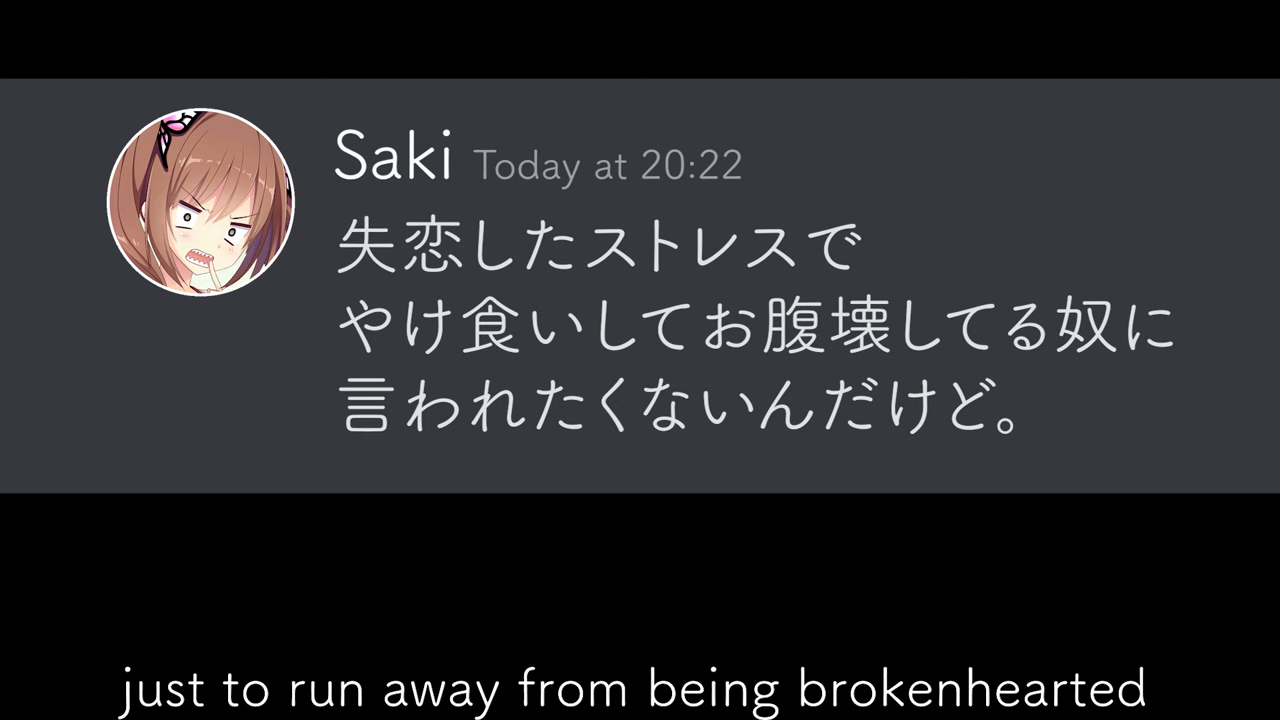 Saki Today at 20:22
失恋したストレスで
やけ食いしてお腹壊してる奴に
言われたくないんだけど。
just to run away from being brokenhearted